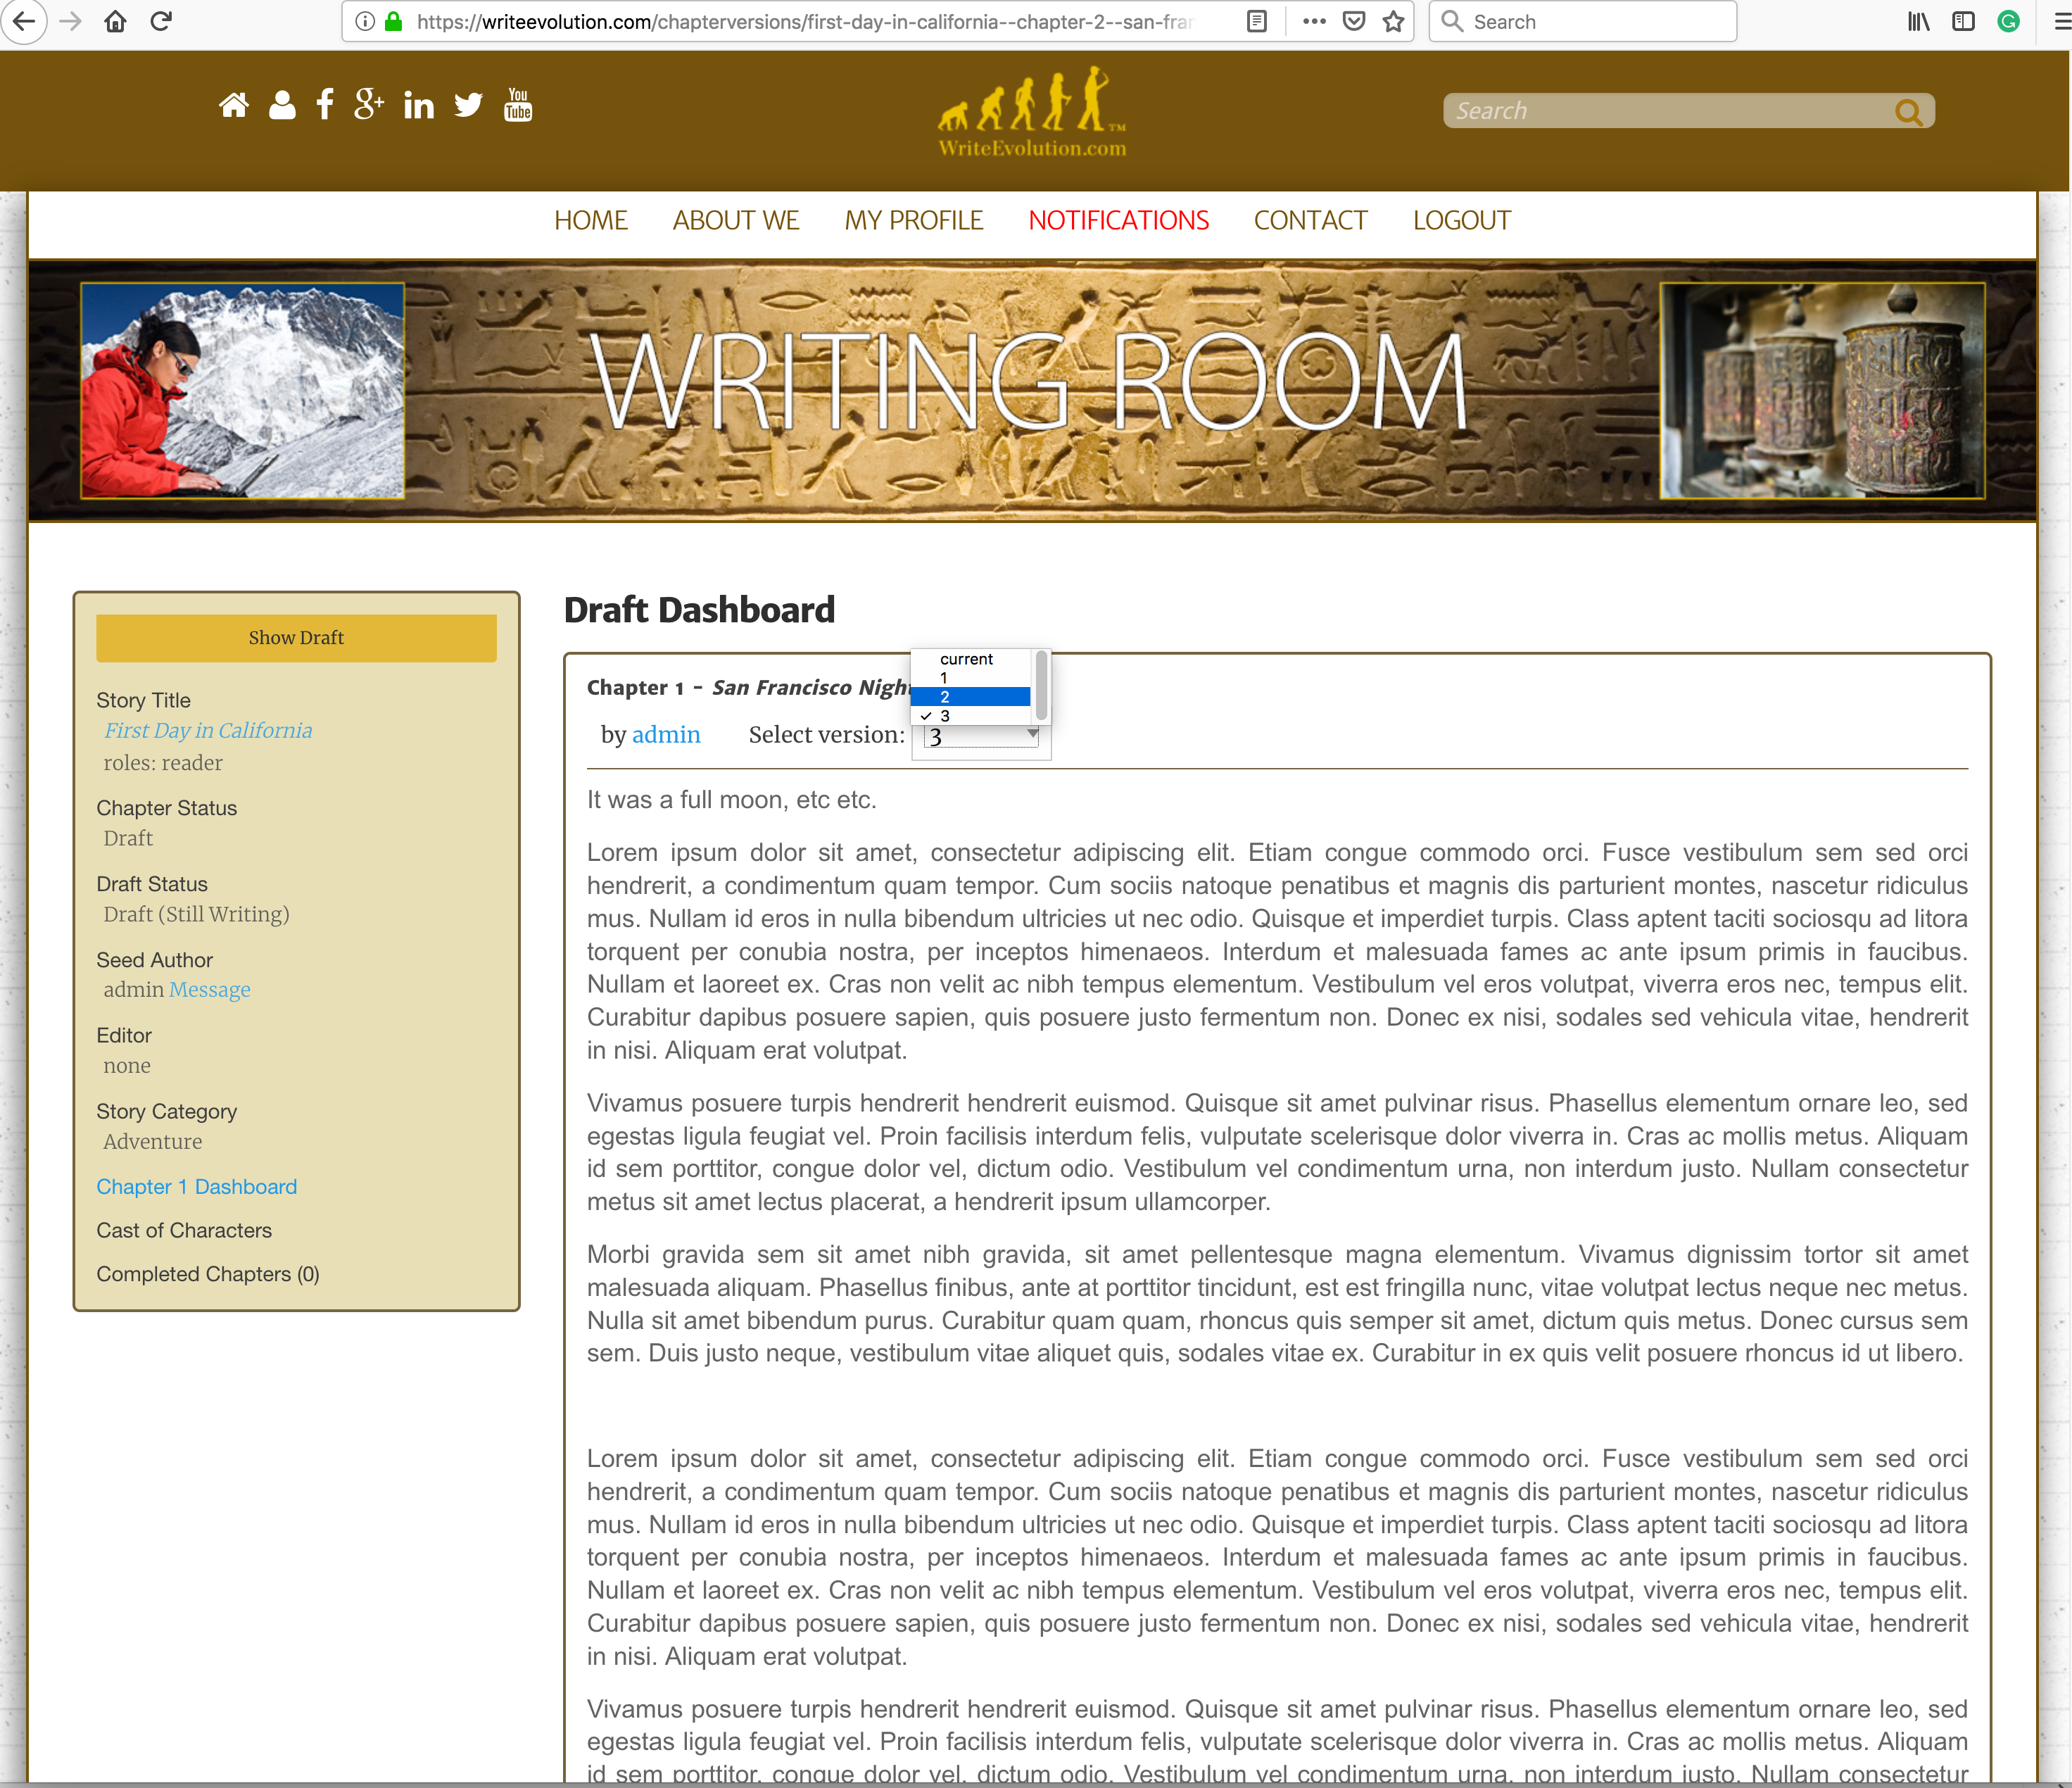 https://writeevolution.com/chapterversions/first-day-in-california--chapter-2--san-fran
Search
You
Tube
g+
in
TM
WriteEvolution.com
Search
HOME ABOUT WE MY PROFILE NOTIFICATIONS CONTACT LOGOUT
WRITING ROOM
Show Draft
Story Title
First Day in California
roles: reader
Chapter Status
Draft
Draft Status
Draft (Still Writing)
Seed Author
admin Message
Editor
none
Story Category
Adventure
Chapter 1 Dashboard
Cast of Characters
Completed Chapters (0)
Draft Dashboard
Chapter 1 - San Francisco Night
current
1
2
3
by admin Select version: 3
It was a full moon, etc etc.
Lorem ipsum dolor sit amet, consectetur adipiscing elit. Etiam congue commodo orci. Fusce vestibulum sem sed orci
hendrerit, a condimentum quam tempor. Cum sociis natoque penatibus et magnis dis parturient montes, nascetur ridiculus
mus. Nullam id eros in nulla bibendum ultricies ut nec odio. Quisque et imperdiet turpis. Class aptent taciti sociosqu ad litora
torquent per conubia nostra, per inceptos himenaeos. Interdum et malesuada fames ac ante ipsum primis in faucibus.
Nullam et laoreet ex. Cras non velit ac nibh tempus elementum. Vestibulum vel eros volutpat, viverra eros nec, tempus elit.
Curabitur dapibus posuere sapien, quis posuere justo fermentum non. Donec ex nisi, sodales sed vehicula vitae, hendrerit
in nisi. Aliquam erat volutpat.
Vivamus posuere turpis hendrerit hendrerit euismod. Quisque sit amet pulvinar risus. Phasellus elementum ornare leo, sed
egestas ligula feugiat vel. Proin facilisis interdum felis, vulputate scelerisque dolor viverra in. Cras ac mollis metus. Aliquam
id sem porttitor, congue dolor vel, dictum odio. Vestibulum vel condimentum urna, non interdum justo. Nullam consectetur
metus sit amet lectus placerat, a hendrerit ipsum ullamcorper.
Morbi gravida sem sit amet nibh gravida, sit amet pellentesque magna elementum. Vivamus dignissim tortor sit amet
malesuada aliquam. Phasellus finibus, ante at porttitor tincidunt, est est fringilla nunc, vitae volutpat lectus neque nec metus.
Nulla sit amet bibendum purus. Curabitur quam quam, rhoncus quis semper sit amet, dictum quis metus. Donec cursus sem
sem. Duis justo neque, vestibulum vitae aliquet quis, sodales vitae ex. Curabitur in ex quis velit posuere rhoncus id ut libero.
Lorem ipsum dolor sit amet, consectetur adipiscing elit. Etiam congue commodo orci. Fusce vestibulum sem sed orci
hendrerit, a condimentum quam tempor. Cum sociis natoque penatibus et magnis dis parturient montes, nascetur ridiculus
mus. Nullam id eros in nulla bibendum ultricies ut nec odio. Quisque et imperdiet turpis. Class aptent taciti sociosqu ad litora
torquent per conubia nostra, per inceptos himenaeos. Interdum et malesuada fames ac ante ipsum primis in faucibus.
Nullam et laoreet ex. Cras non velit ac nibh tempus elementum. Vestibulum vel eros volutpat, viverra eros nec, tempus elit.
Curabitur dapibus posuere sapien, quis posuere justo fermentum non. Donec ex nisi, sodales sed vehicula vitae, hendrerit
in nisi. Aliquam erat volutpat.
Vivamus posuere turpis hendrerit hendrerit euismod. Quisque sit amet pulvinar risus. Phasellus elementum ornare leo, sed
egestas ligula feugiat vel. Proin facilisis interdum felis, vulputate scelerisque dolor viverra in. Cras ac mollis metus. Aliquam
id sem porttitor, congue dolor vel, dictum odio. Vestibulum vel condimentum urna, non interdum justo. Nullam consectetur